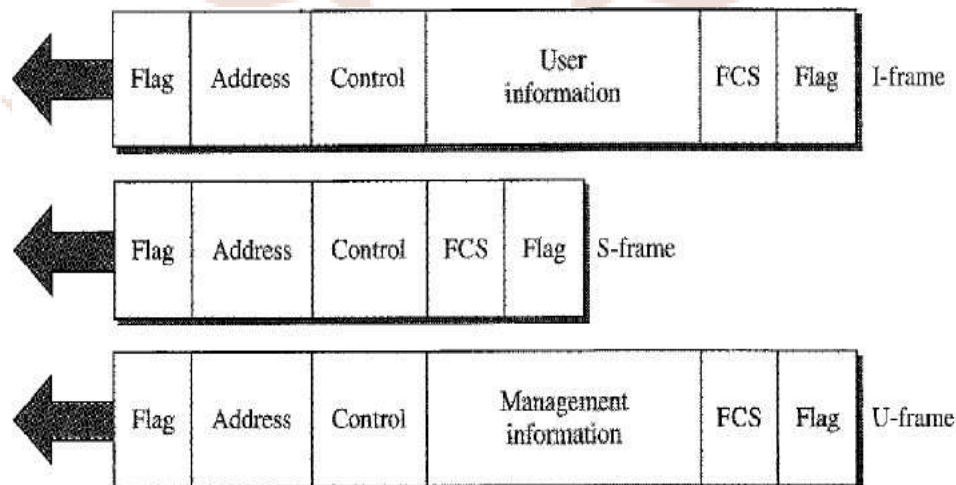 Flag Address Control User information FCS Flag I-frame
Flag Address Control FCS Flag S-frame
Flag Address Control Management information FCS Flag U-frame